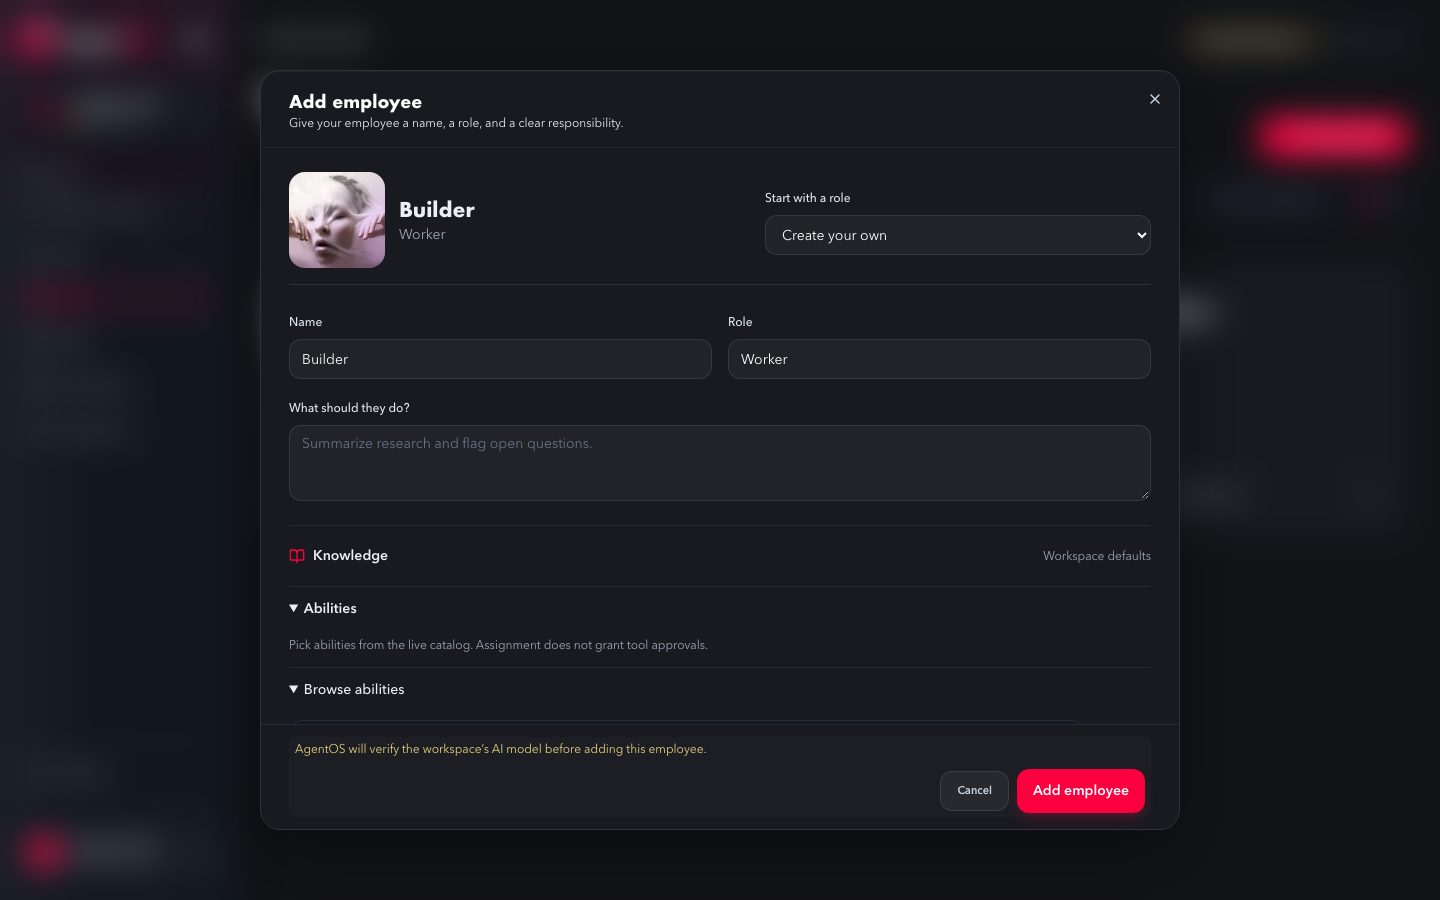 Add employee
Give your employee a name, a role, and a clear responsibility.
Builder
Worker
Start with a role
Create your own
Name
Role
Builder
Worker
What should they do?
Summarize research and flag open questions.
Knowledge
Workspace defaults
Abilities
Pick abilities from the live catalog. Assignment does not grant tool approvals.
Browse abilities
AgentOS will verify the workspace's AI model before adding this employee.
Cancel
Add employee